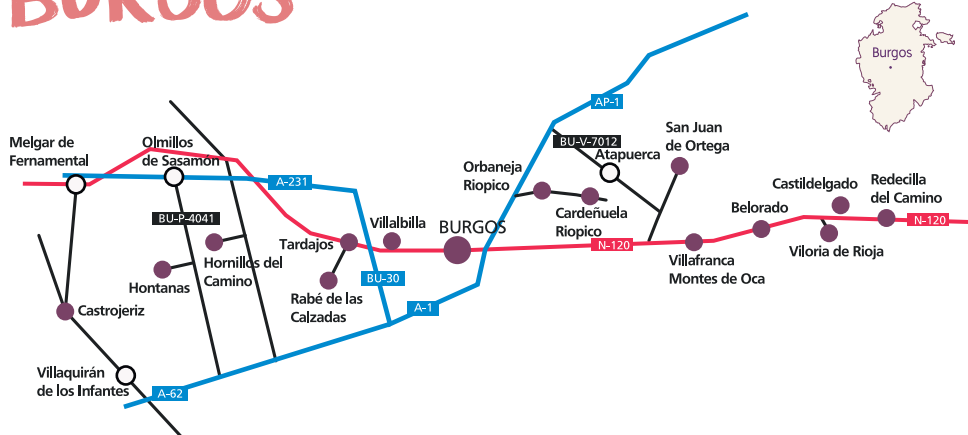 BURGOS
Burgos
AP-1
BU-V-7012
San Juan
de Ortega
Melgar de
Fernamental
Olmillos
de Sasamón
Atapuerca
Orbaneja
Riopico
A-231
Castildelgado
Redecilla
del Camino
BU-P-4041
Villalbilla
BURGOS
Cardeñuela
Riopico
Belorado
N-120
Tardajos
N-120
Hornillos del
Camino
Villafranca
Montes de Oca
Viloria de Rioja
Hontanas
BU-30
Rabé de las
Calzadas
A-1
Castrojeriz
Villaquirán
de los Infantes
A-62